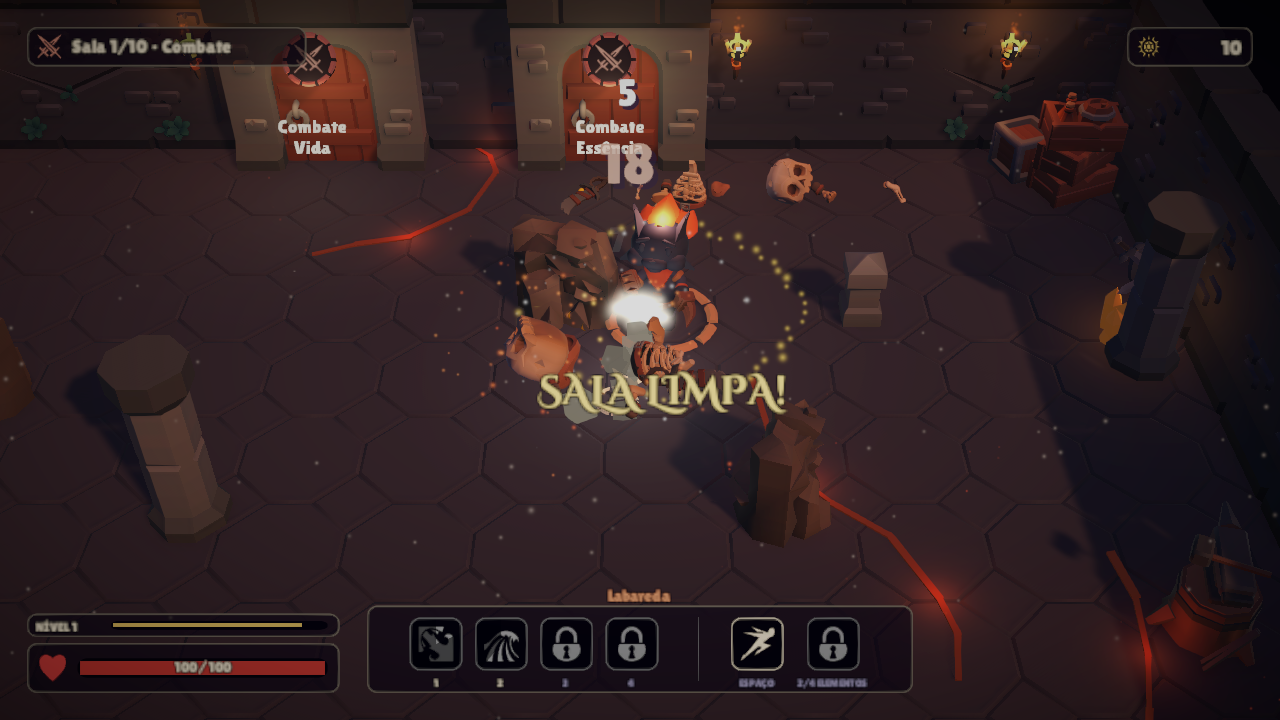 Sala 1/10 · Combate
10
5
Combate
Vida
Combate
Essência
18
SALA LIMPA!
Labareda
NÍVEL 1
100/100
1
2
3
4
ESPAÇO
2/4 ELEMENTOS